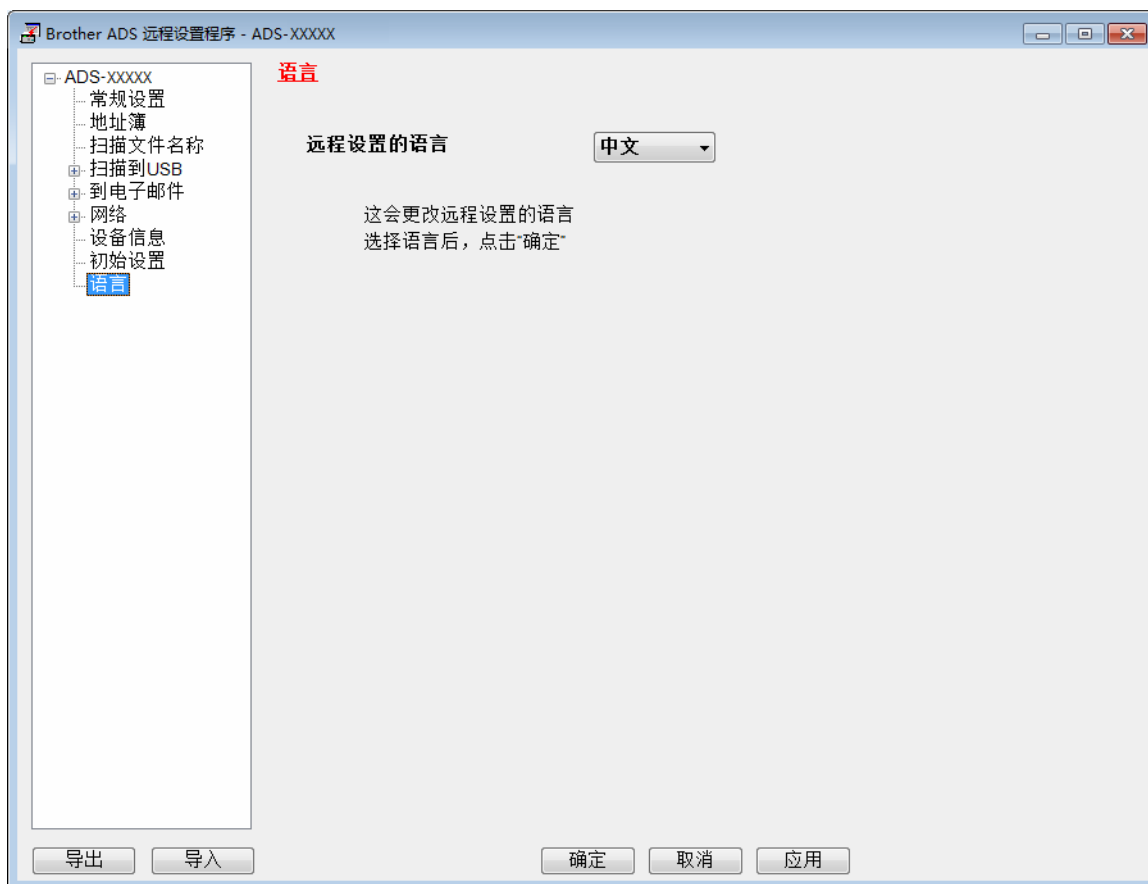 Brother ADS 远程设置程序 - ADS-XXXXX
ADS-XXXXX
常规设置
地址簿
扫描文件名称
扫描到USB
到电子邮件
网络
设备信息
初始设置
语言
语言
远程设置的语言
中文
这会更改远程设置的语言
选择语言后，点击"确定"
导出
导入
确定
取消
应用